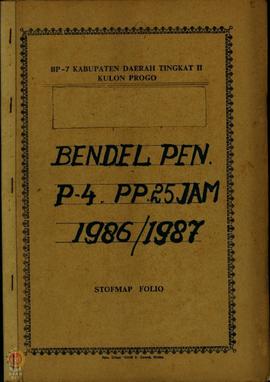 BP-7 KABUPATEN DAERAH TINGKAT II
KULON PROGO
BENDEL PEN.
P-4. PP.25 JAM
1986/1987
STOFMAP FOLIO